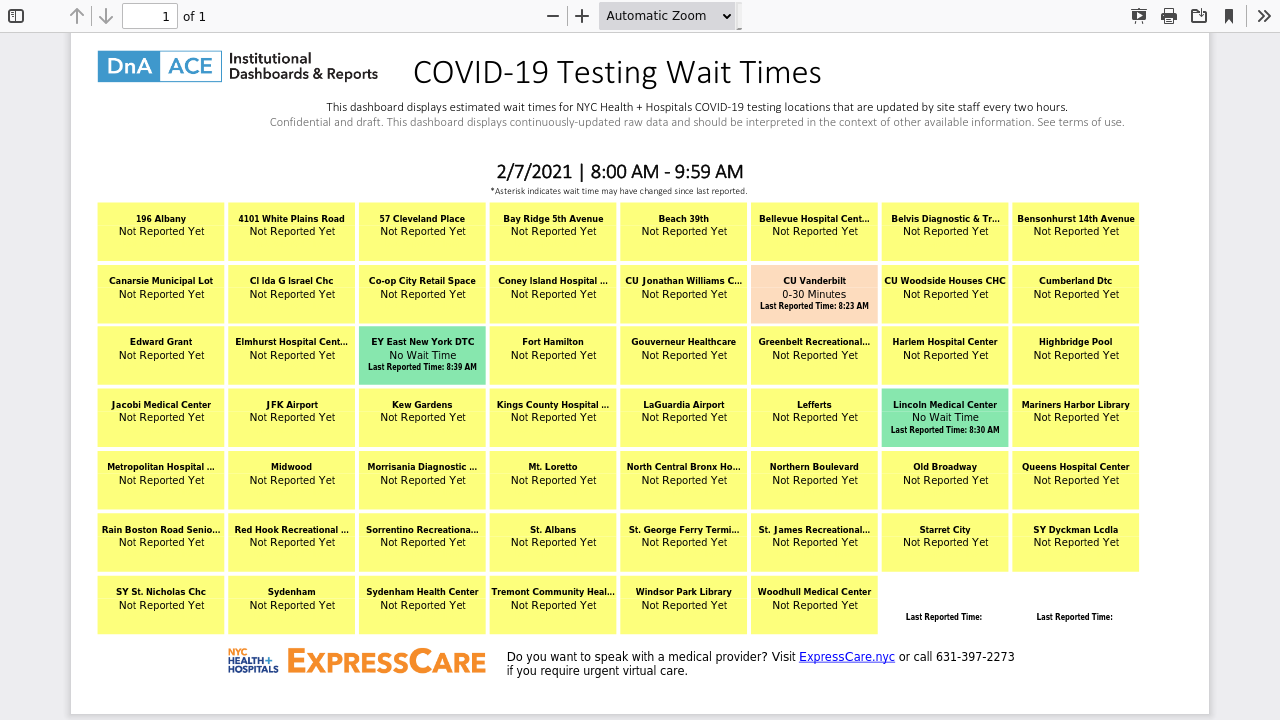 1 of 1 Automatic Zoom
DnA ACE Institutional
Dashboards & Reports
COVID-19 Testing Wait Times
This dashboard displays estimated wait times for NYC Health + Hospitals COVID-19 testing locations that are updated by site staff every two hours.
Confidential and draft. This dashboard displays continuously-updated raw data and should be interpreted in the context of other available information. See terms of use.
2/7/2021 | 8:00 AM - 9:59 AM
*Asterisk indicates wait time may have changed since last reported.
196 Albany 4101 White Plains Road 57 Cleveland Place Bay Ridge 5th Avenue Beach 39th Bellevue Hospital Cent... Belvis Diagnostic & Tr... Bensonhurst 14th Avenue
Not Reported Yet Not Reported Yet Not Reported Yet Not Reported Yet Not Reported Yet Not Reported Yet Not Reported Yet Not Reported Yet
Canarsie Municipal Lot CI Ida G Israel Chc Co-op City Retail Space Coney Island Hospital ... CU Jonathan Williams C... CU Vanderbilt CU Woodside Houses CHC Cumberland Dtc
Not Reported Yet Not Reported Yet Not Reported Yet Not Reported Yet Not Reported Yet 0-30 Minutes Not Reported Yet Not Reported Yet
Last Reported Time: 8:23 AM
Edward Grant Elmhurst Hospital Cent... EY East New York DTC Fort Hamilton Gouverneur Healthcare Greenbelt Recreational... Harlem Hospital Center Highbridge Pool
Not Reported Yet Not Reported Yet No Wait Time Not Reported Yet Not Reported Yet Not Reported Yet Not Reported Yet Not Reported Yet
Last Reported Time: 8:39 AM
Jacobi Medical Center JFK Airport Kew Gardens Kings County Hospital ... LaGuardia Airport Lefferts Lincoln Medical Center Mariners Harbor Library
Not Reported Yet Not Reported Yet Not Reported Yet Not Reported Yet Not Reported Yet Not Reported Yet No Wait Time Not Reported Yet
Last Reported Time: 8:30 AM
Metropolitan Hospital ... Midwood Morrisania Diagnostic ... Mt. Loretto North Central Bronx Ho... Northern Boulevard Old Broadway Queens Hospital Center
Not Reported Yet Not Reported Yet Not Reported Yet Not Reported Yet Not Reported Yet Not Reported Yet Not Reported Yet Not Reported Yet
Rain Boston Road Senio... Red Hook Recreational ... Sorrentino Recreationa... St. Albans St. George Ferry Termi... St. James Recreational... Starret City SY Dyckman Lcdla
Not Reported Yet Not Reported Yet Not Reported Yet Not Reported Yet Not Reported Yet Not Reported Yet Not Reported Yet Not Reported Yet
SY St. Nicholas Chc Sydenham Sydenham Health Center Tremont Community Heal... Windsor Park Library Woodhull Medical Center
Not Reported Yet Not Reported Yet Not Reported Yet Not Reported Yet Not Reported Yet Not Reported Yet
Last Reported Time: Last Reported Time:
NYC
HEALTH+
HOSPITALS
EXPRESSCARE
Do you want to speak with a medical provider? Visit ExpressCare.nyc or call 631-397-2273
if you require urgent virtual care.